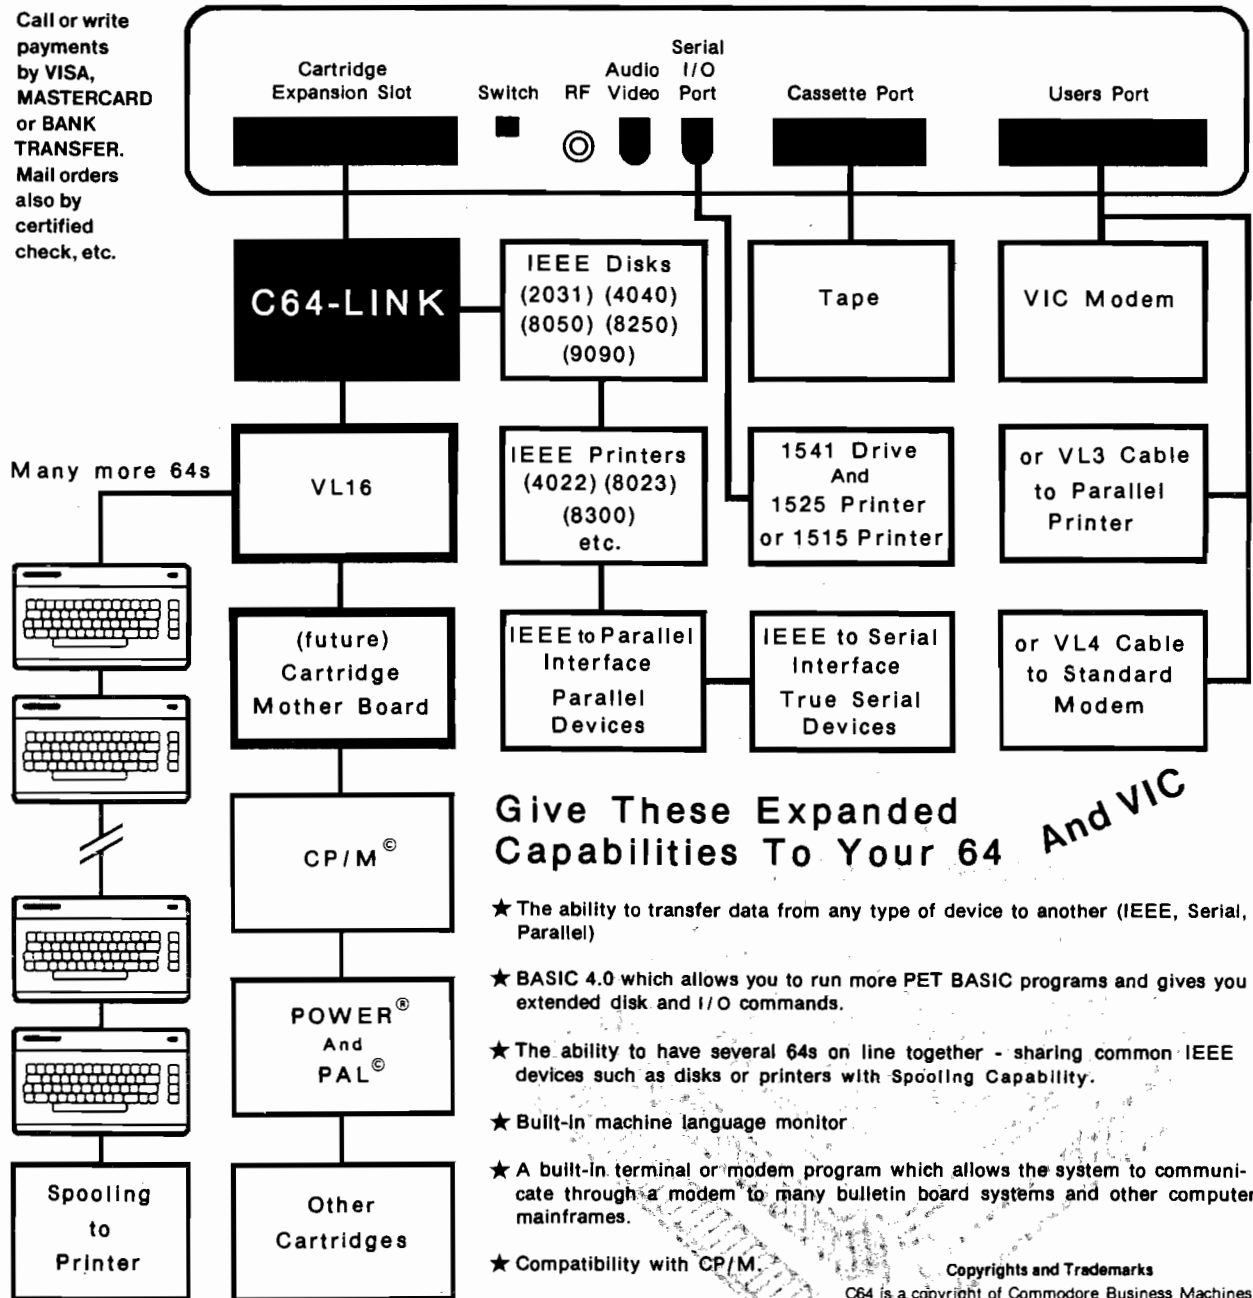 Call or write
payments
by VISA,
MASTERCARD
or BANK
TRANSFER.
Mail orders
also by
certified
check, etc.
Cartridge
Expansion Slot
Switch
RF
Audio
Video
Serial
I/O
Port
Cassette Port
Users Port
C64-LINK
IEEE Disks
(2031) (4040)
(8050) (8250)
(9090)
Tape
VIC Modem
Many more 64s
VL16
IEEE Printers
(4022) (8023)
(8300)
etc.
1541 Drive
And
1525 Printer
or 1515 Printer
or VL3 Cable
to Parallel
Printer
(future)
Cartridge
Mother Board
IEEE to Parallel
Interface
Parallel
Devices
IEEE to Serial
Interface
True Serial
Devices
or VL4 Cable
to Standard
Modem
CP/M©
POWER®
And
PAL©
Other
Cartridges
Spooling
to
Printer
Give These Expanded
Capabilities To Your 64
And VIC
★ The ability to transfer data from any type of device to another (IEEE, Serial,
Parallel)
★ BASIC 4.0 which allows you to run more PET BASIC programs and gives you
extended disk and I/O commands.
★ The ability to have several 64s on line together - sharing common IEEE
devices such as disks or printers with Spooling Capability.
★ Built-in machine language monitor
★ A built-in terminal or modem program which allows the system to communi-
cate through a modem to many bulletin board systems and other computer
mainframes.
★ Compatibility with CP/M.
Copyrights and Trademarks
C64 is a copyright of Commodore Business Machines